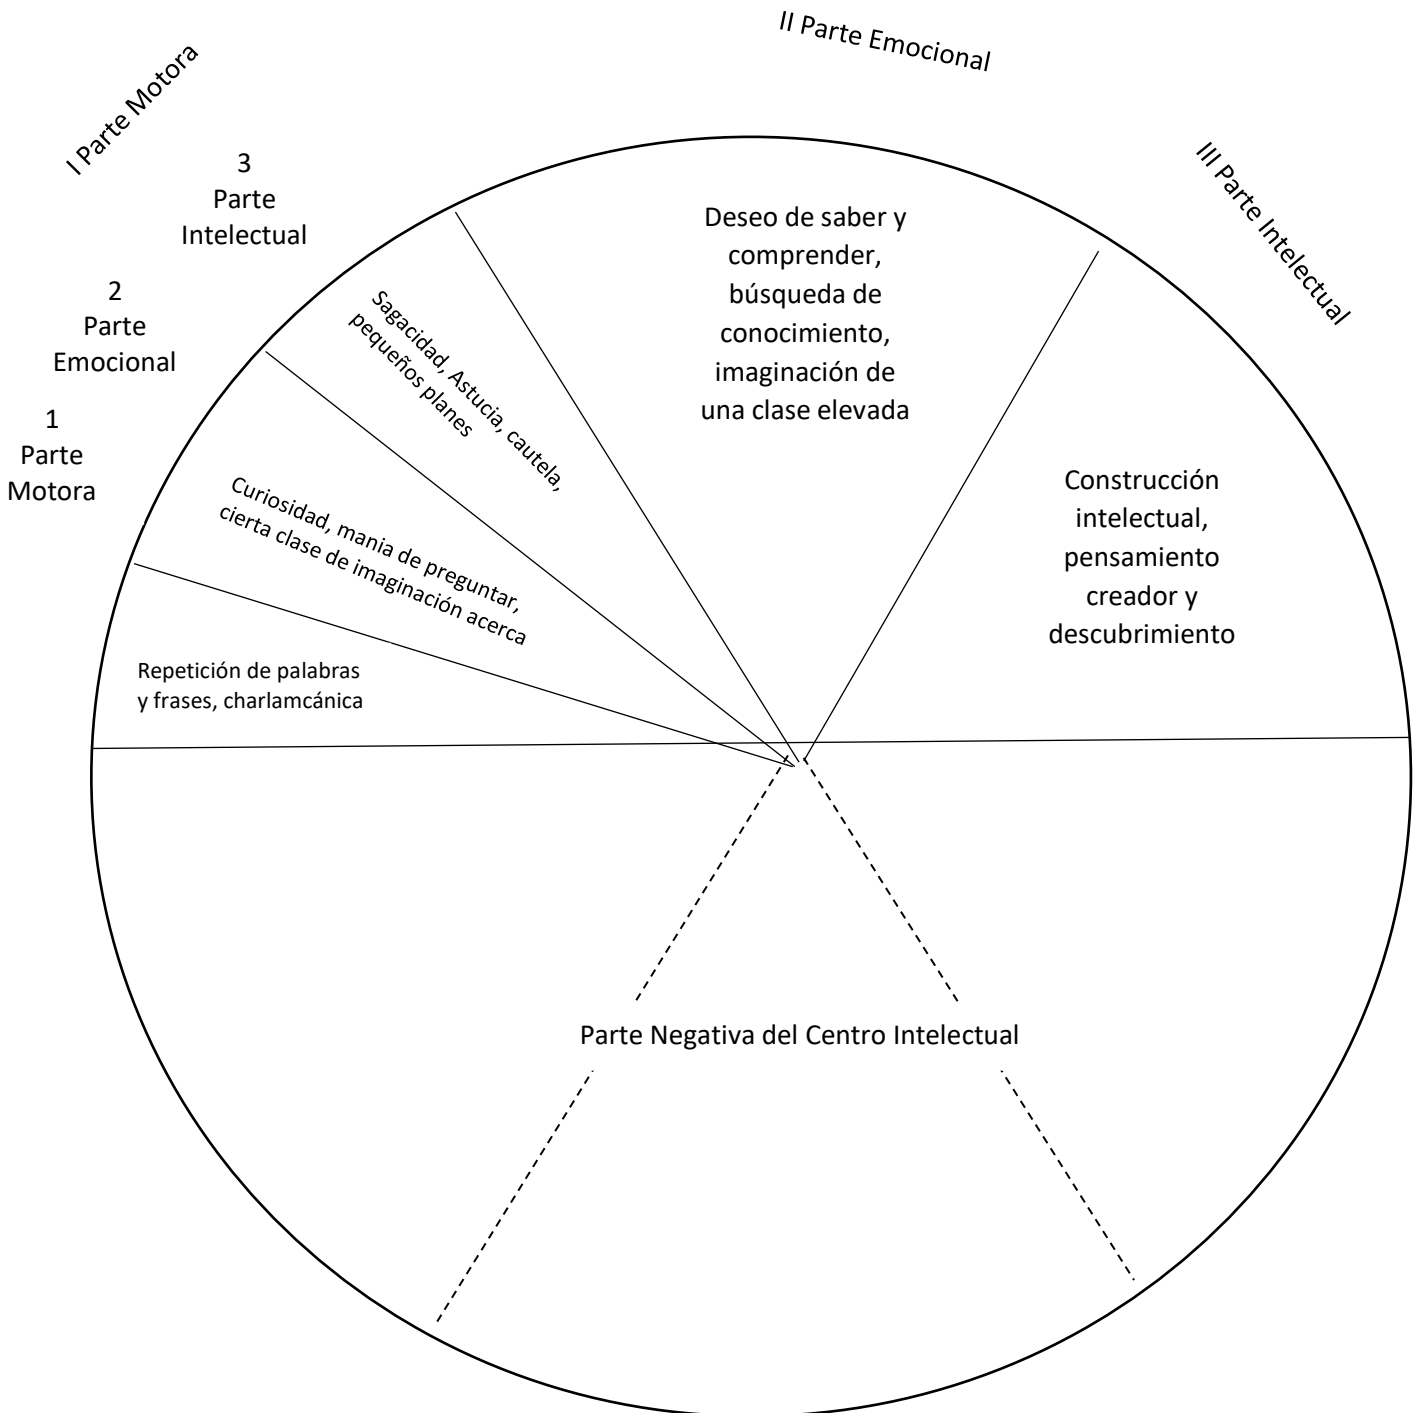 II Parte Emocional
I Parte Motora
III Parte Intelectual
3
Parte
Intelectual
2
Parte
Emocional
1
Parte
Motora
Deseo de saber y
comprender,
búsqueda de
conocimiento,
imaginación de
una clase elevada
Sagacidad, Astucia, cautela,
pequeños planes
Curiosidad, mania de preguntar,
cierta clase de imaginación acerca
Repetición de palabras
y frases, charlamcánica
Construcción
intelectual,
pensamiento
creador y
descubrimiento
Parte Negativa del Centro Intelectual